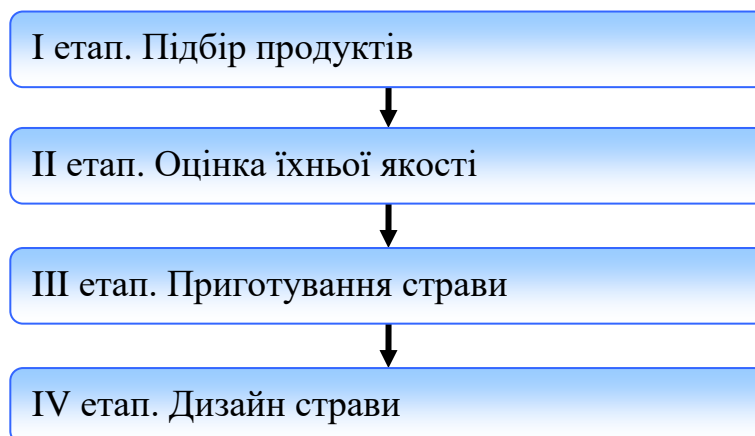 І етап. Підбір продуктів
ІІ етап. Оцінка їхньої якості
ІІІ етап. Приготування страви
IV етап. Дизайн страви